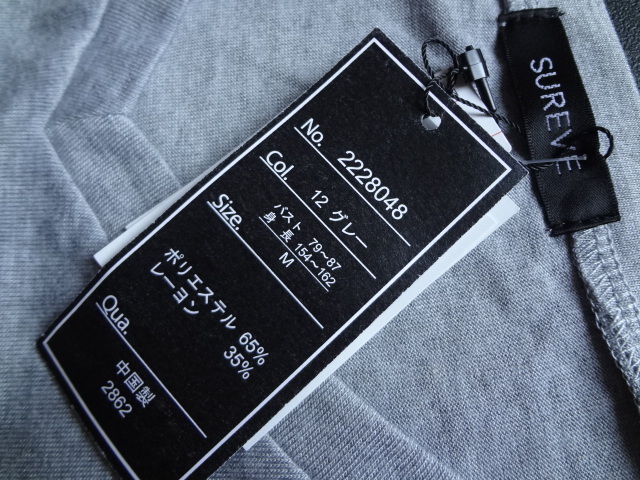 No. 2228048
Col. 12 グレー
バスト 79~87
身長 154~162
Size. M
ポリエステル 65%
レーヨン 35%
Qua.
中国製
2862
SUREVE